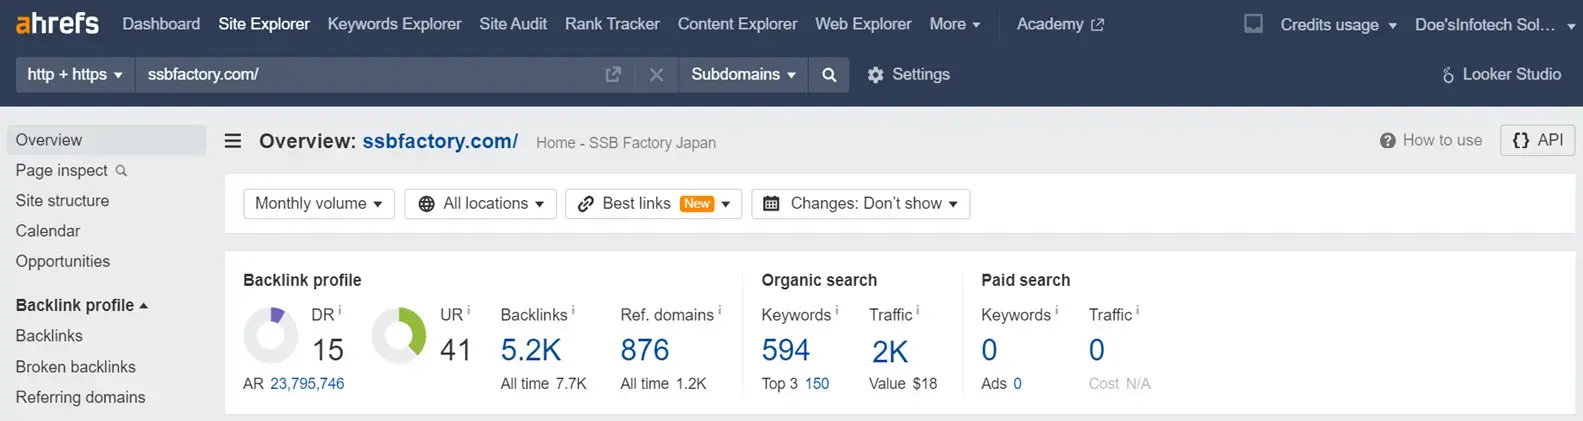 ahrefs Dashboard Site Explorer Keywords Explorer Site Audit Rank Tracker Content Explorer Web Explorer More Academy Credits usage Doe'sInfotech Sol...
http + https ssbfactory.com/ Subdomains Settings Looker Studio
Overview
Page inspect
Site structure
Calendar
Opportunities
Backlink profile
Backlinks
Broken backlinks
Referring domains
Overview: ssbfactory.com/ Home - SSB Factory Japan How to use {} API
Monthly volume All locations Best links New Changes: Don't show
Backlink profile Organic search Paid search
DR i UR i Backlinks i Ref. domains i Keywords i Traffic i Keywords i Traffic i
15 41 5.2K 876 594 2K 0 0
AR 23,795,746 All time 7.7K All time 1.2K Top 3 150 Value $18 Ads 0 Cost N/A